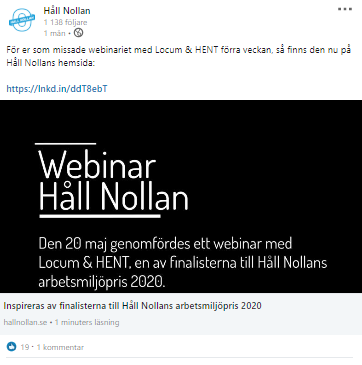 Håll Nollan
1 138 följare
1 mån •
För er som missade webinariet med Locum & HENT förra veckan, så finns den nu på
Håll Nollans hemsida:
https://lnkd.in/ddT8ebT
Webinar
Håll Nollan
Den 20 maj genomfördes ett webinar med
Locum & HENT, en av finalisterna till Håll Nollans
arbetsmiljöpris 2020.
Inspireras av finalisterna till Håll Nollans arbetsmiljöpris 2020
hallnollan.se • 1 minuters läsning
19 • 1 kommentar